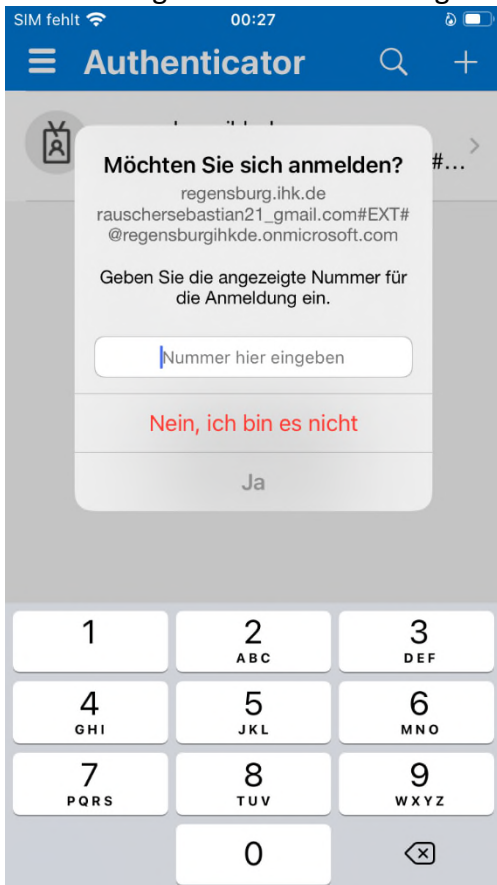 SIM fehlt 00:27
Authenticator
#...
Möchten Sie sich anmelden?
regensburg.ihk.de
rauschersebastian21_gmail.com#EXT#
@regensburgihkde.onmicrosoft.com
Geben Sie die angezeigte Nummer für
die Anmeldung ein.
Nummer hier eingeben
Nein, ich bin es nicht
Ja
1 2 3
ABC DEF
4 5 6
GHI JKL MNO
7 8 9
PQRS TUV WXYZ
0